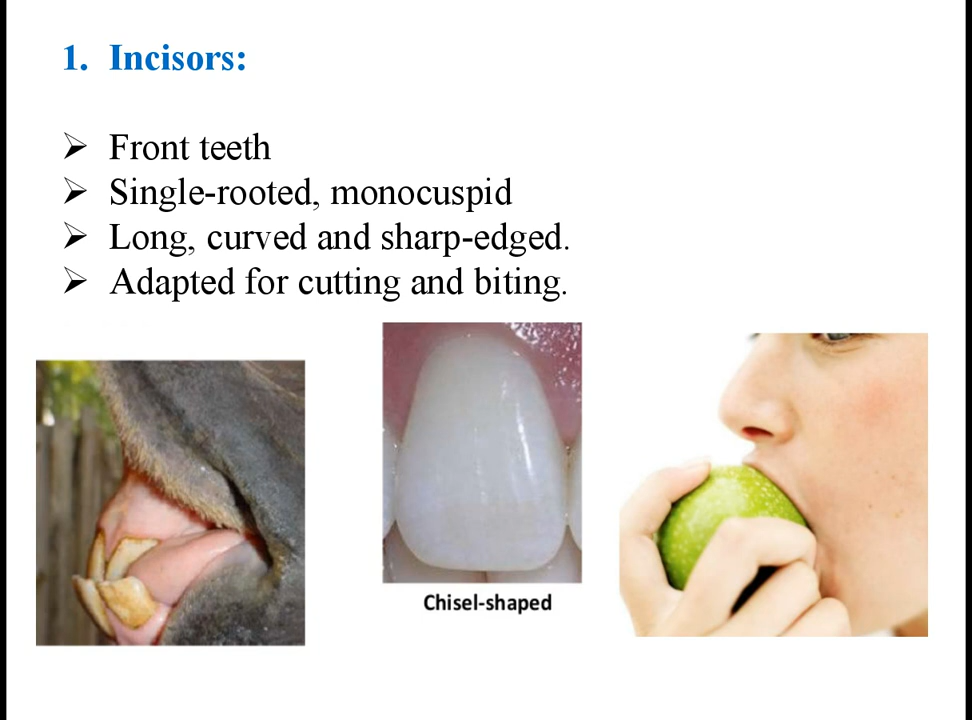 1. Incisors:
➢ Front teeth
➢ Single-rooted, monocuspid
➢ Long, curved and sharp-edged.
➢ Adapted for cutting and biting.
Chisel-shaped